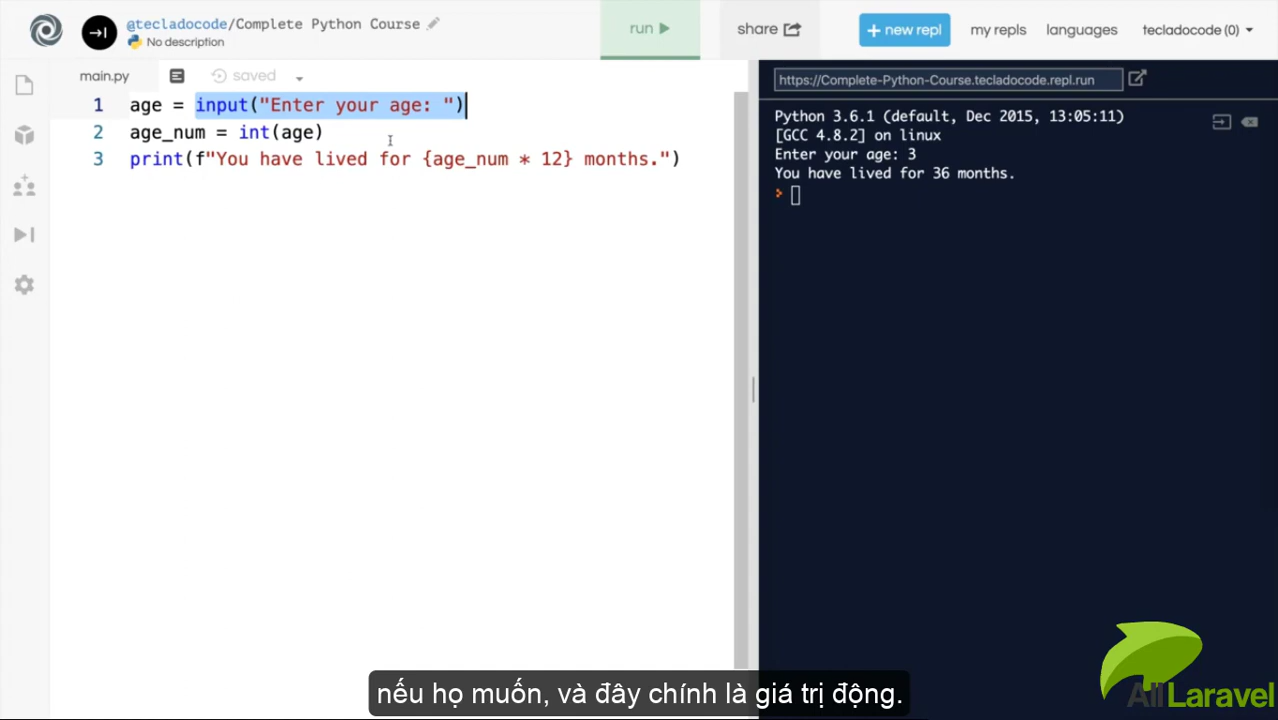 @tecladocode/Complete Python Course
No description
run
share
+ new repl
my repls
languages
tecladocode (0)
main.py
saved
1 age = input("Enter your age: ")
2 age_num = int(age)
3 print(f"You have lived for {age_num * 12} months.")
https://Complete-Python-Course.tecladocode.repl.run
Python 3.6.1 (default, Dec 2015, 13:05:11)
[GCC 4.8.2] on linux
Enter your age: 3
You have lived for 36 months.
nếu họ muốn, và đây chính là giá trị động.
AllLaravel